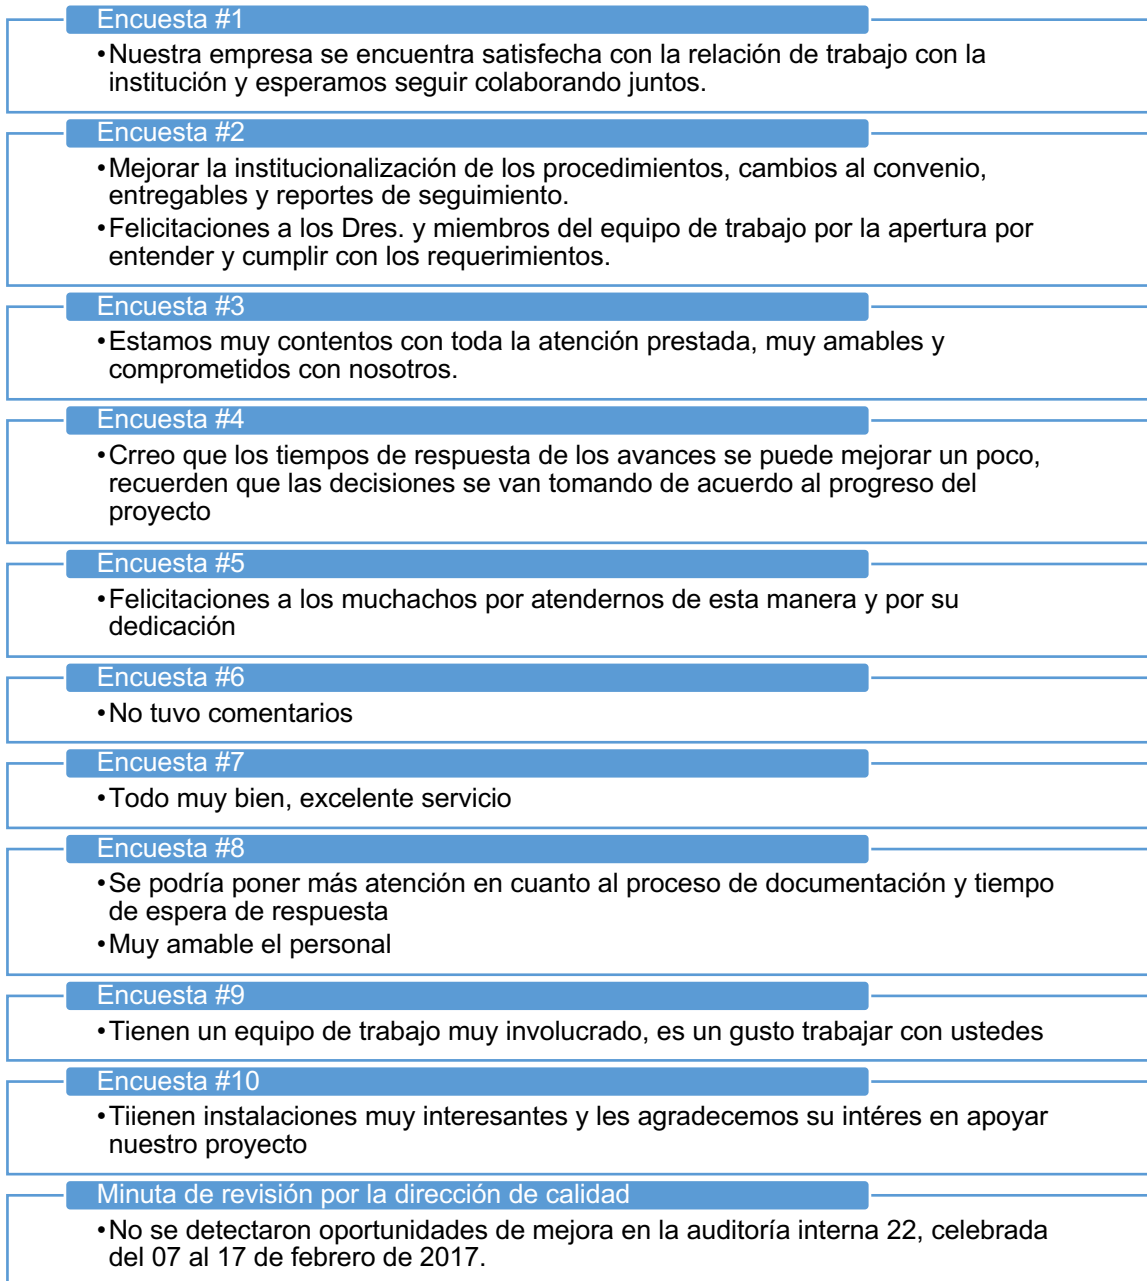 Encuesta #1
•Nuestra empresa se encuentra satisfecha con la relación de trabajo con la
institución y esperamos seguir colaborando juntos.
Encuesta #2
•Mejorar la institucionalización de los procedimientos, cambios al convenio,
entregables y reportes de seguimiento.
•Felicitaciones a los Dres. y miembros del equipo de trabajo por la apertura por
entender y cumplir con los requerimientos.
Encuesta #3
•Estamos muy contentos con toda la atención prestada, muy amables y
comprometidos con nosotros.
Encuesta #4
•Crreo que los tiempos de respuesta de los avances se puede mejorar un poco,
recuerden que las decisiones se van tomando de acuerdo al progreso del
proyecto
Encuesta #5
•Felicitaciones a los muchachos por atendernos de esta manera y por su
dedicación
Encuesta #6
•No tuvo comentarios
Encuesta #7
•Todo muy bien, excelente servicio
Encuesta #8
•Se podría poner más atención en cuanto al proceso de documentación y tiempo
de espera de respuesta
•Muy amable el personal
Encuesta #9
•Tienen un equipo de trabajo muy involucrado, es un gusto trabajar con ustedes
Encuesta #10
•Tiienen instalaciones muy interesantes y les agradecemos su intéres en apoyar
nuestro proyecto
Minuta de revisión por la dirección de calidad
•No se detectaron oportunidades de mejora en la auditoría interna 22, celebrada
del 07 al 17 de febrero de 2017.